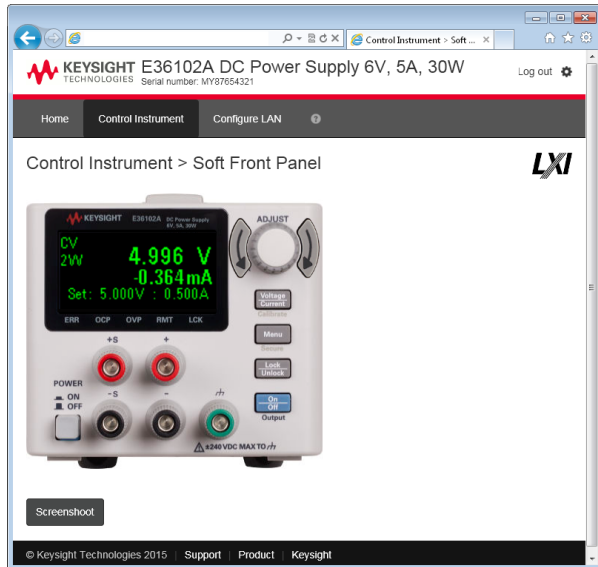 Control Instrument > Soft ...
KEYSIGHT
TECHNOLOGIES
E36102A DC Power Supply 6V, 5A, 30W
Serial number: MY87654321
Log out
Home
Control Instrument
Configure LAN
?
Control Instrument > Soft Front Panel
LXI
KEYSIGHT E36102A DC Power Supply
6V, 5A, 30W
ADJUST
CV
2W
4.996 V
-0.364mA
Set: 5.000V : 0.500A
ERR OCP OVP RMT LCK
Voltage
Current
Calibrate
Menu
Secure
Lock
Unlock
On
Off
Output
+S +
POWER
ON
OFF
-S -
±240 VDC MAX TO
Screenshoot
© Keysight Technologies 2015 | Support | Product | Keysight